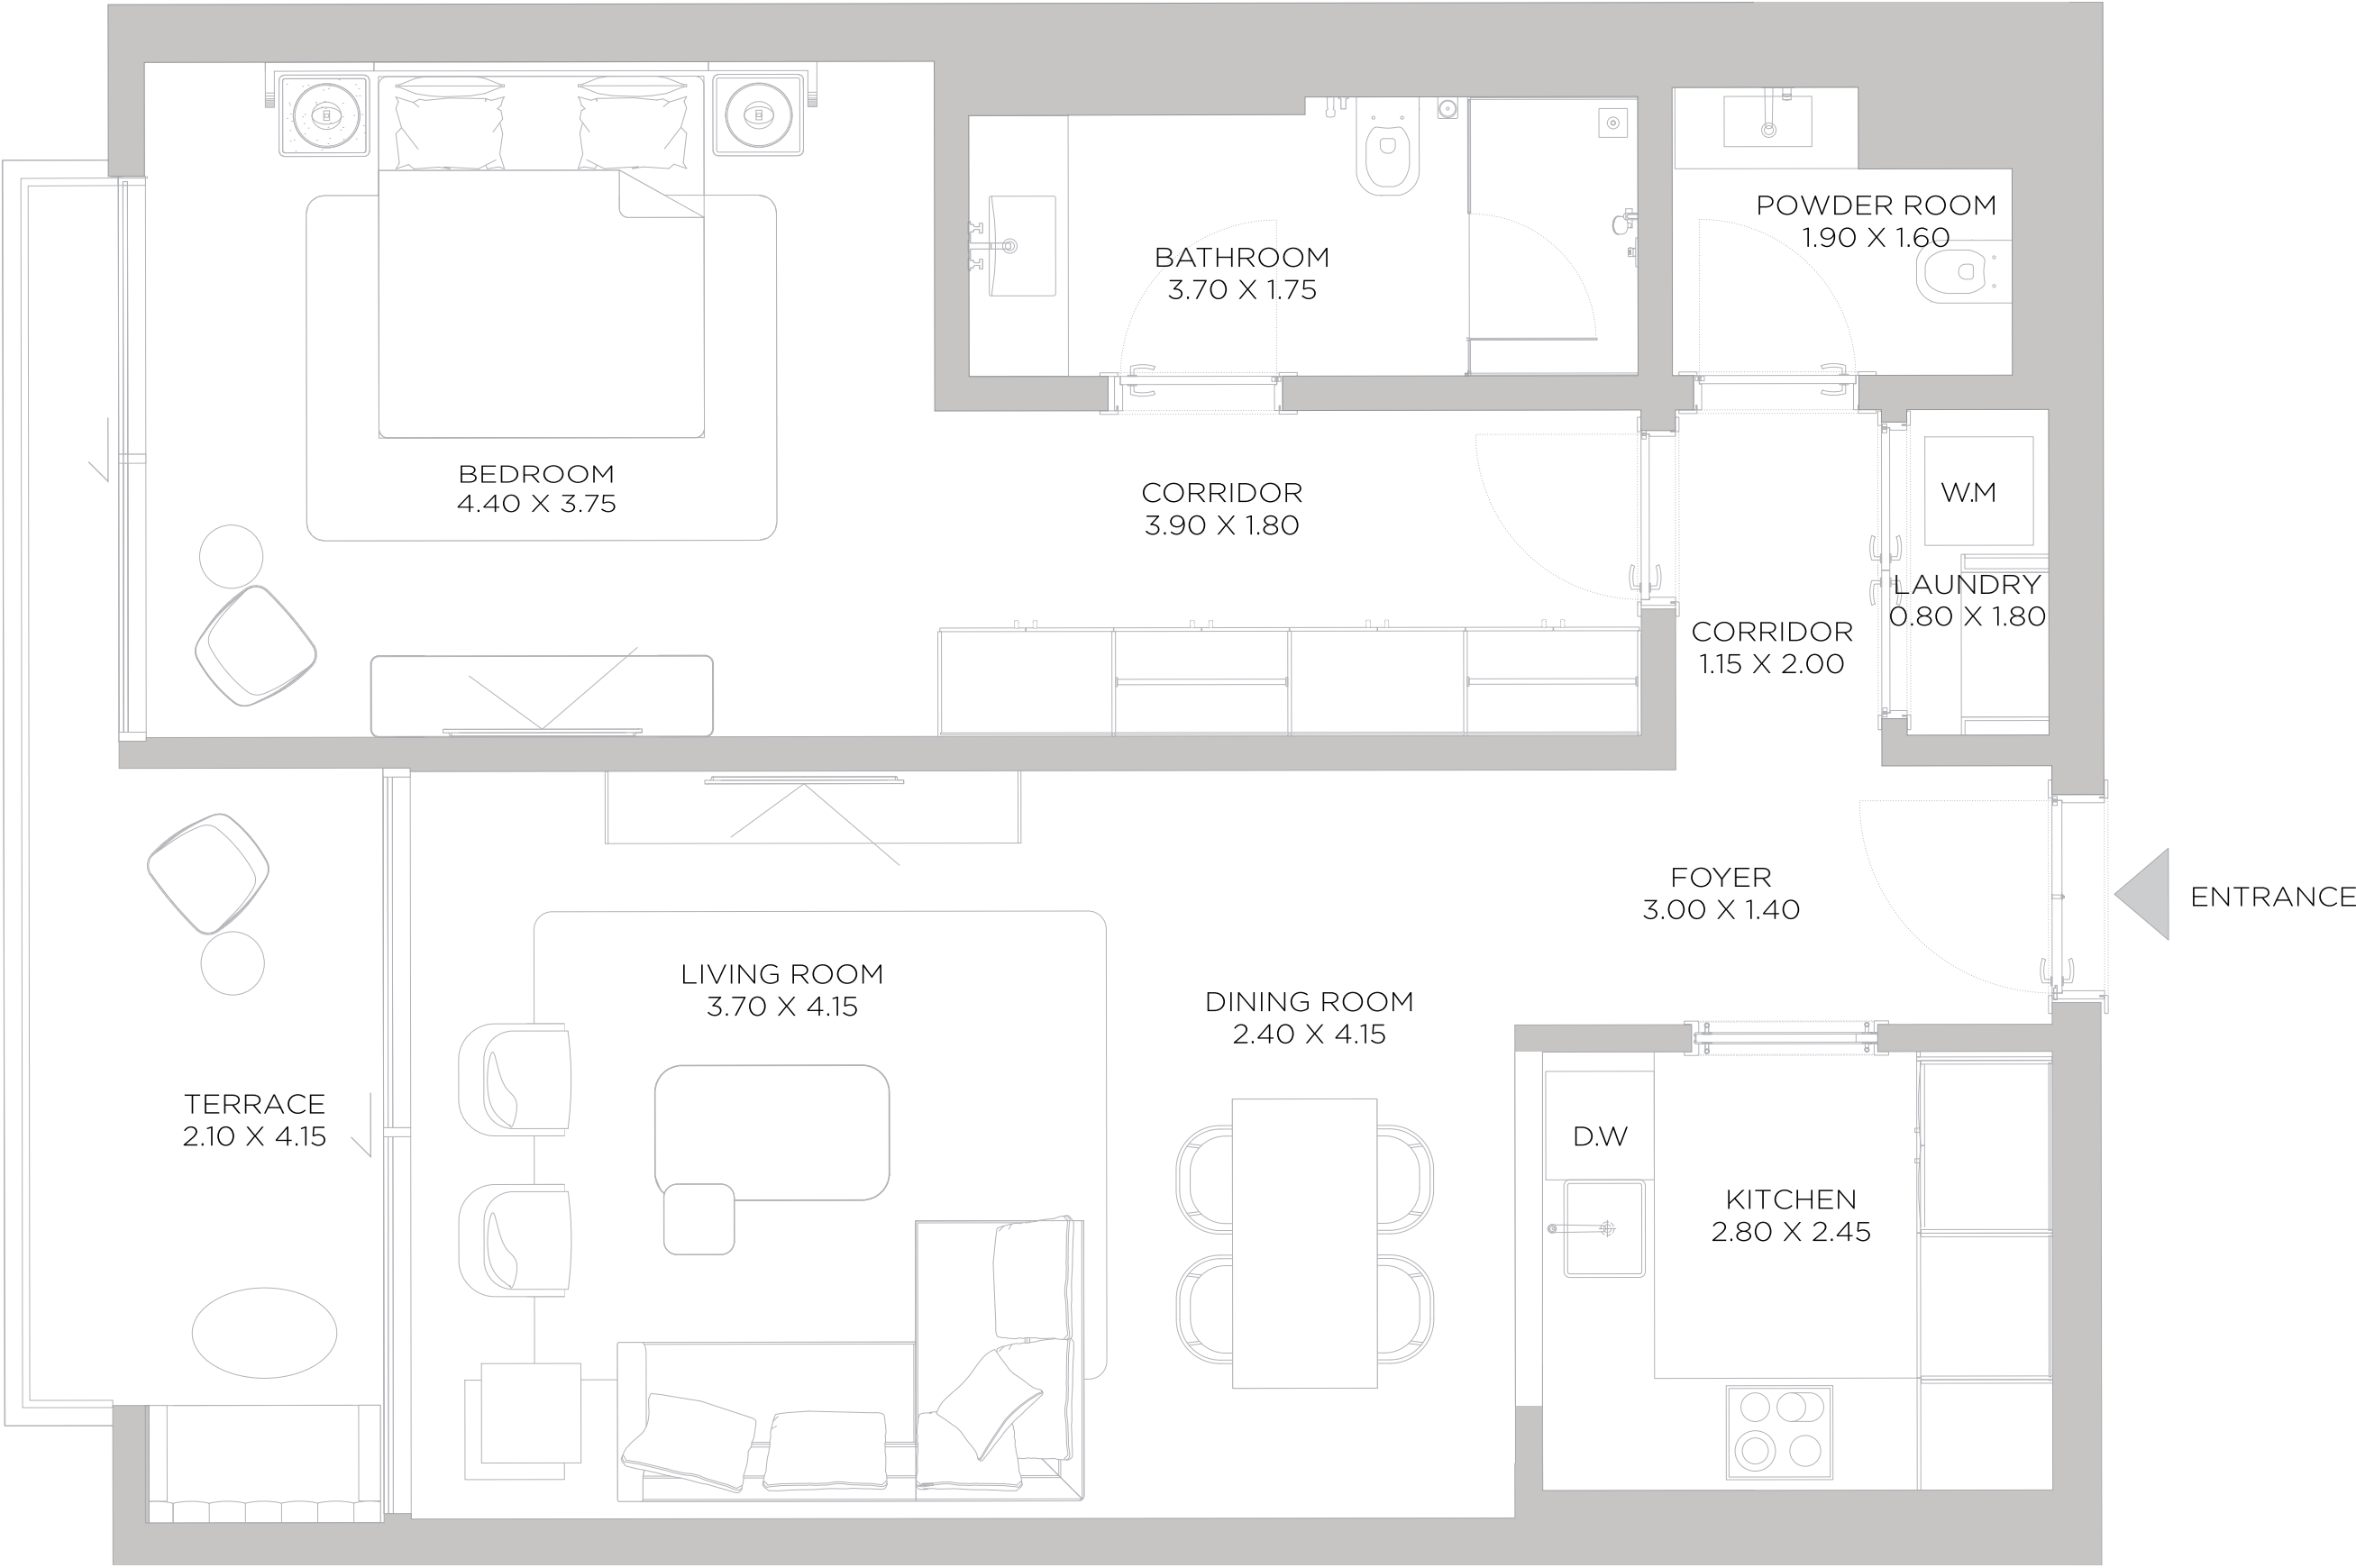 POWDER ROOM
1.90 X 1.60
BATHROOM
3.70 X 1.75
BEDROOM
4.40 X 3.75
CORRIDOR
3.90 X 1.80
W.M
LAUNDRY
0.80 X 1.80
CORRIDOR
1.15 X 2.00
FOYER
3.00 X 1.40
ENTRANCE
LIVING ROOM
3.70 X 4.15
DINING ROOM
2.40 X 4.15
TERRACE
2.10 X 4.15
D.W
KITCHEN
2.80 X 2.45